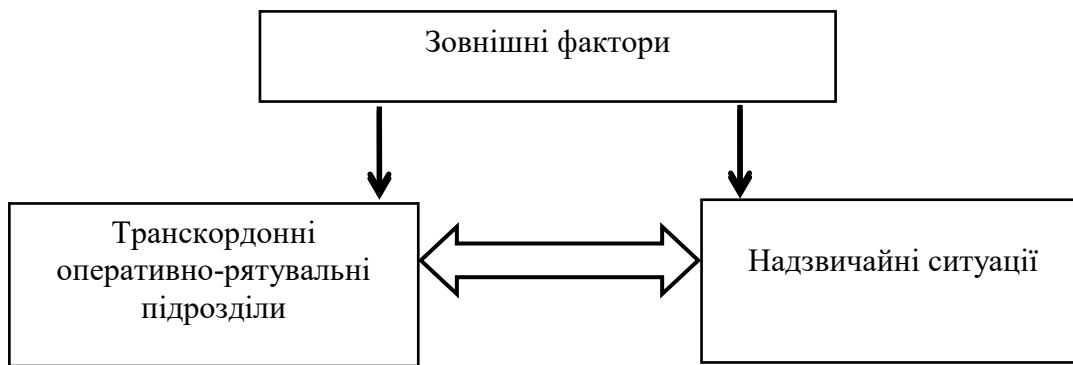 Зовнішні фактори
Транскордонні
оперативно-рятувальні
підрозділи
Надзвичайні ситуації